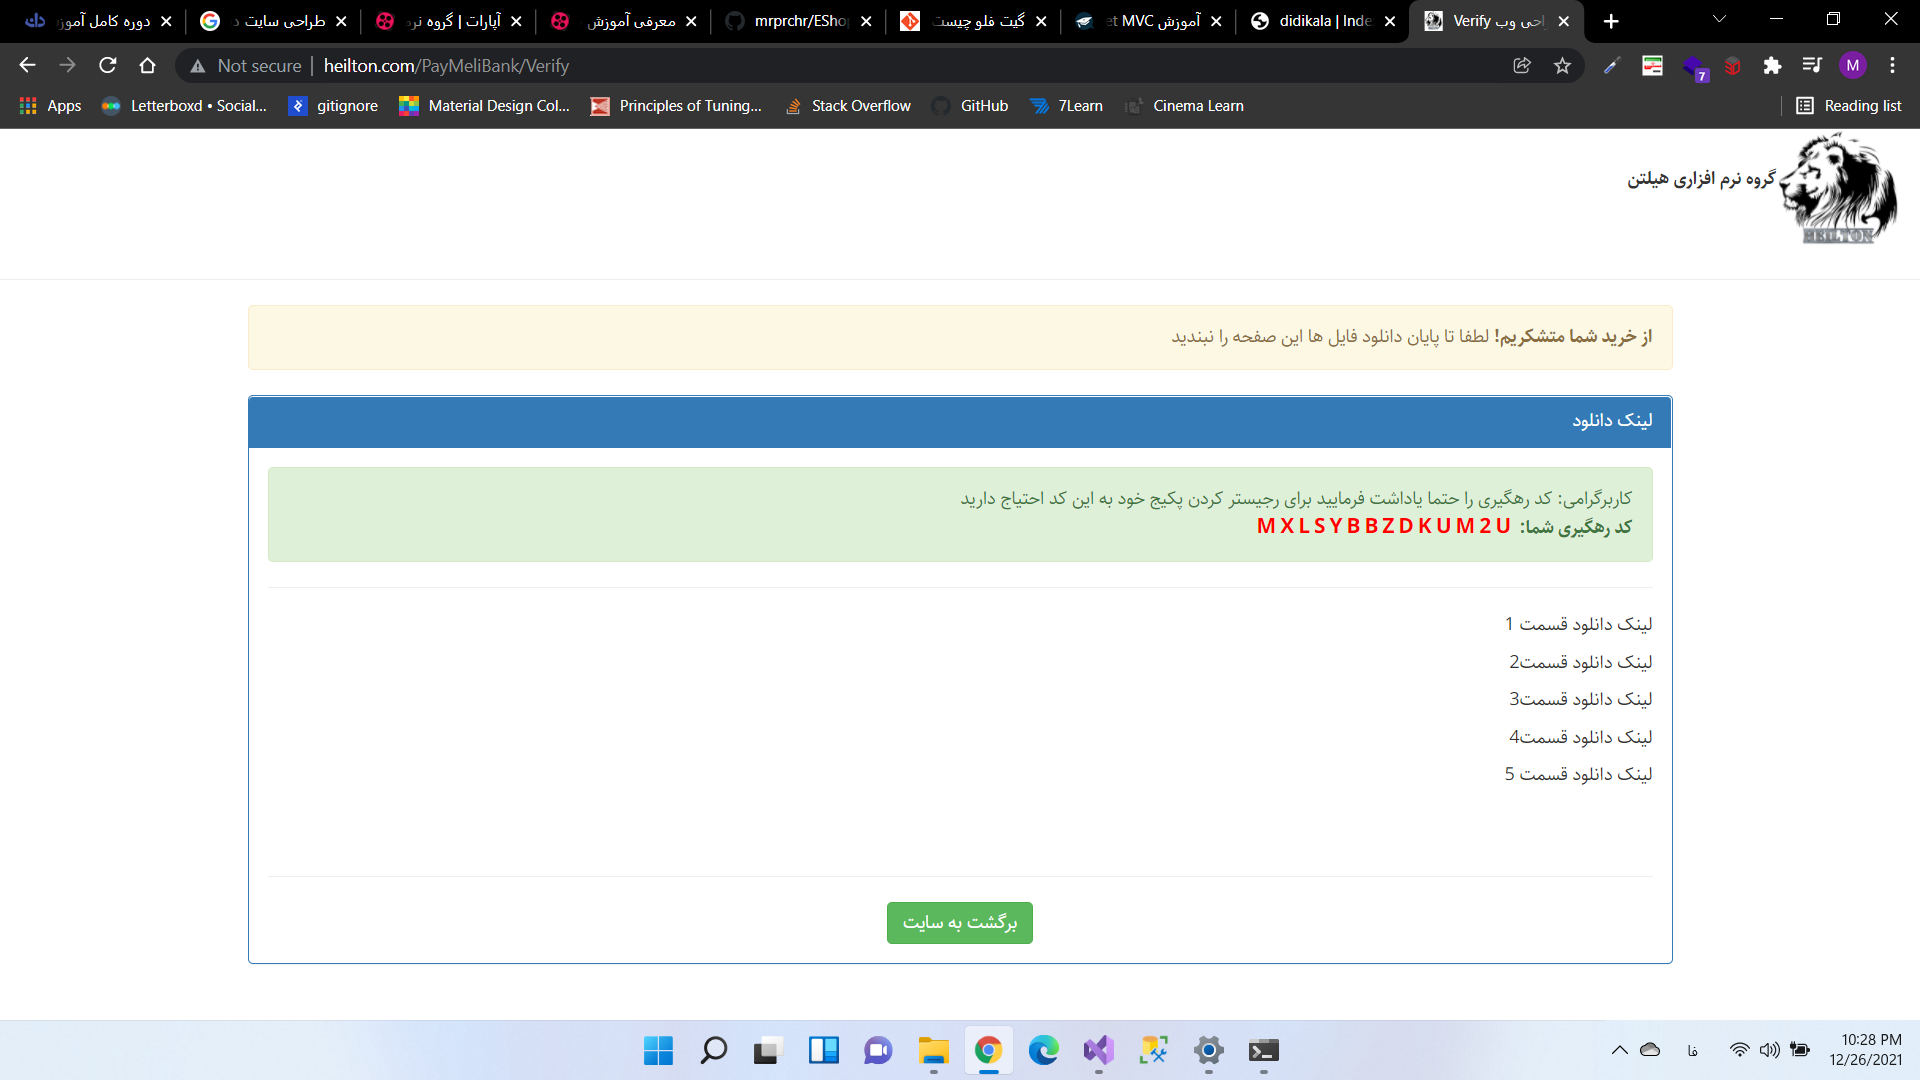 دوره کامل آموز
طراحی سایت د
آپارات | گروه نر
معرفی آموزش
mrprchr/ESho
گیت فلو چیست
آموزش et MVC
didikala | Inde
Verify احی وب
Not secure | heilton.com/PayMeliBank/Verify
7
M
Apps
Letterboxd • Social...
gitignore
Material Design Col...
Principles of Tuning...
Stack Overflow
GitHub
7Learn
Cinema Learn
Reading list
گروه نرم افزاری هیلتن
HEILTON
از خرید شما متشکریم! لطفا تا پایان دانلود فایل ها این صفحه را نبندید
لینک دانلود
کاربرگرامی: کد رهگیری را حتما یاداشت فرمایید برای رجیستر کردن پکیج خود به این کد احتیاج دارید
کد رهگیری شما: MXLSYBBZDKUM2U
لینک دانلود قسمت 1
لینک دانلود قسمت2
لینک دانلود قسمت3
لینک دانلود قسمت4
لینک دانلود قسمت 5
برگشت به سایت
فا
10:28 PM
12/26/2021